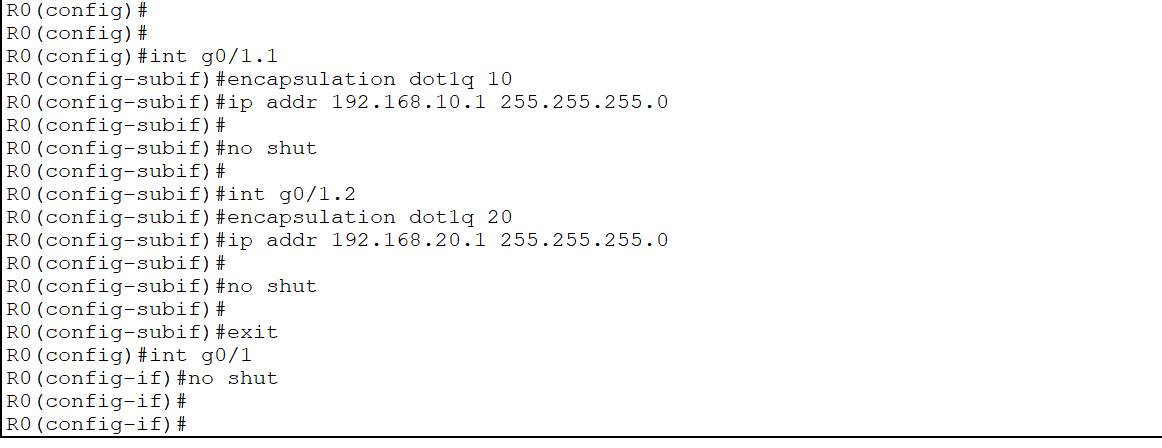 R0(config)#
R0(config)#
R0(config)#int g0/1.1
R0(config-subif)#encapsulation dot1q 10
R0(config-subif)#ip addr 192.168.10.1 255.255.255.0
R0(config-subif)#
R0(config-subif)#no shut
R0(config-subif)#
R0(config-subif)#int g0/1.2
R0(config-subif)#encapsulation dot1q 20
R0(config-subif)#ip addr 192.168.20.1 255.255.255.0
R0(config-subif)#
R0(config-subif)#no shut
R0(config-subif)#
R0(config-subif)#exit
R0(config)#int g0/1
R0(config-if)#no shut
R0(config-if)#
R0(config-if)#